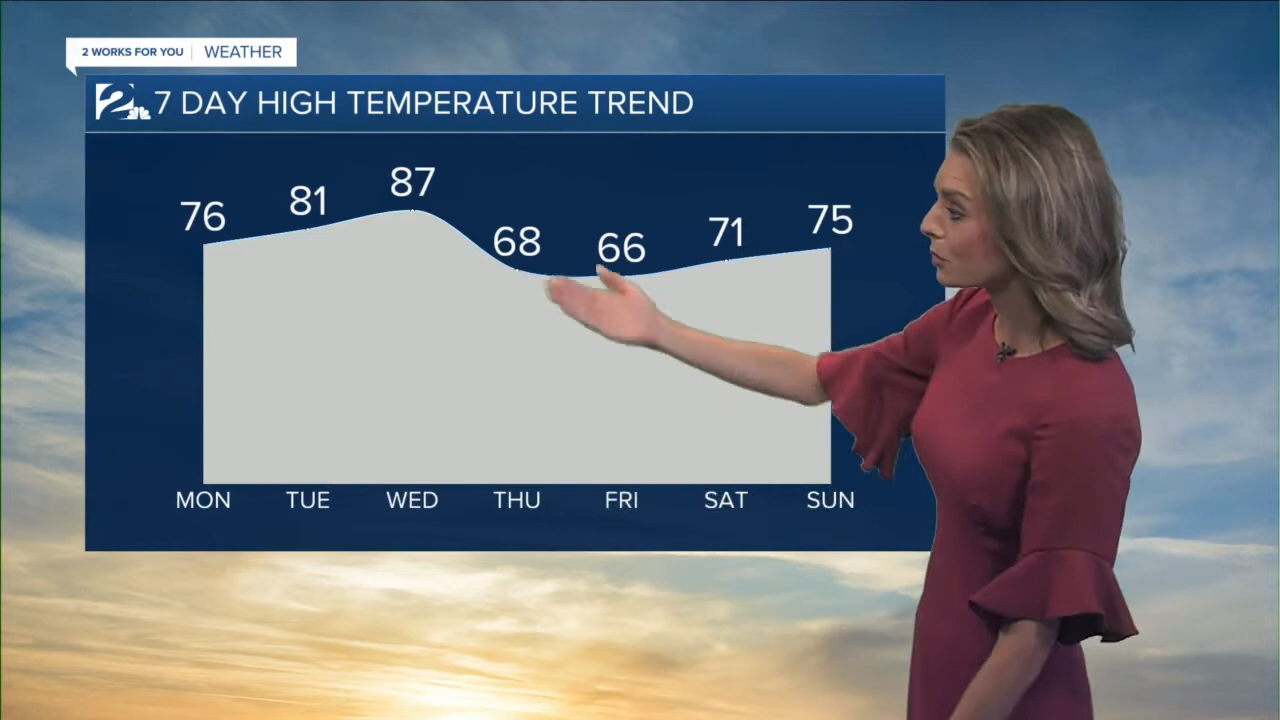 2 WORKS FOR YOU | WEATHER
2 7 DAY HIGH TEMPERATURE TREND
76 81 87 68 66 71 75
MON TUE WED THU FRI SAT SUN